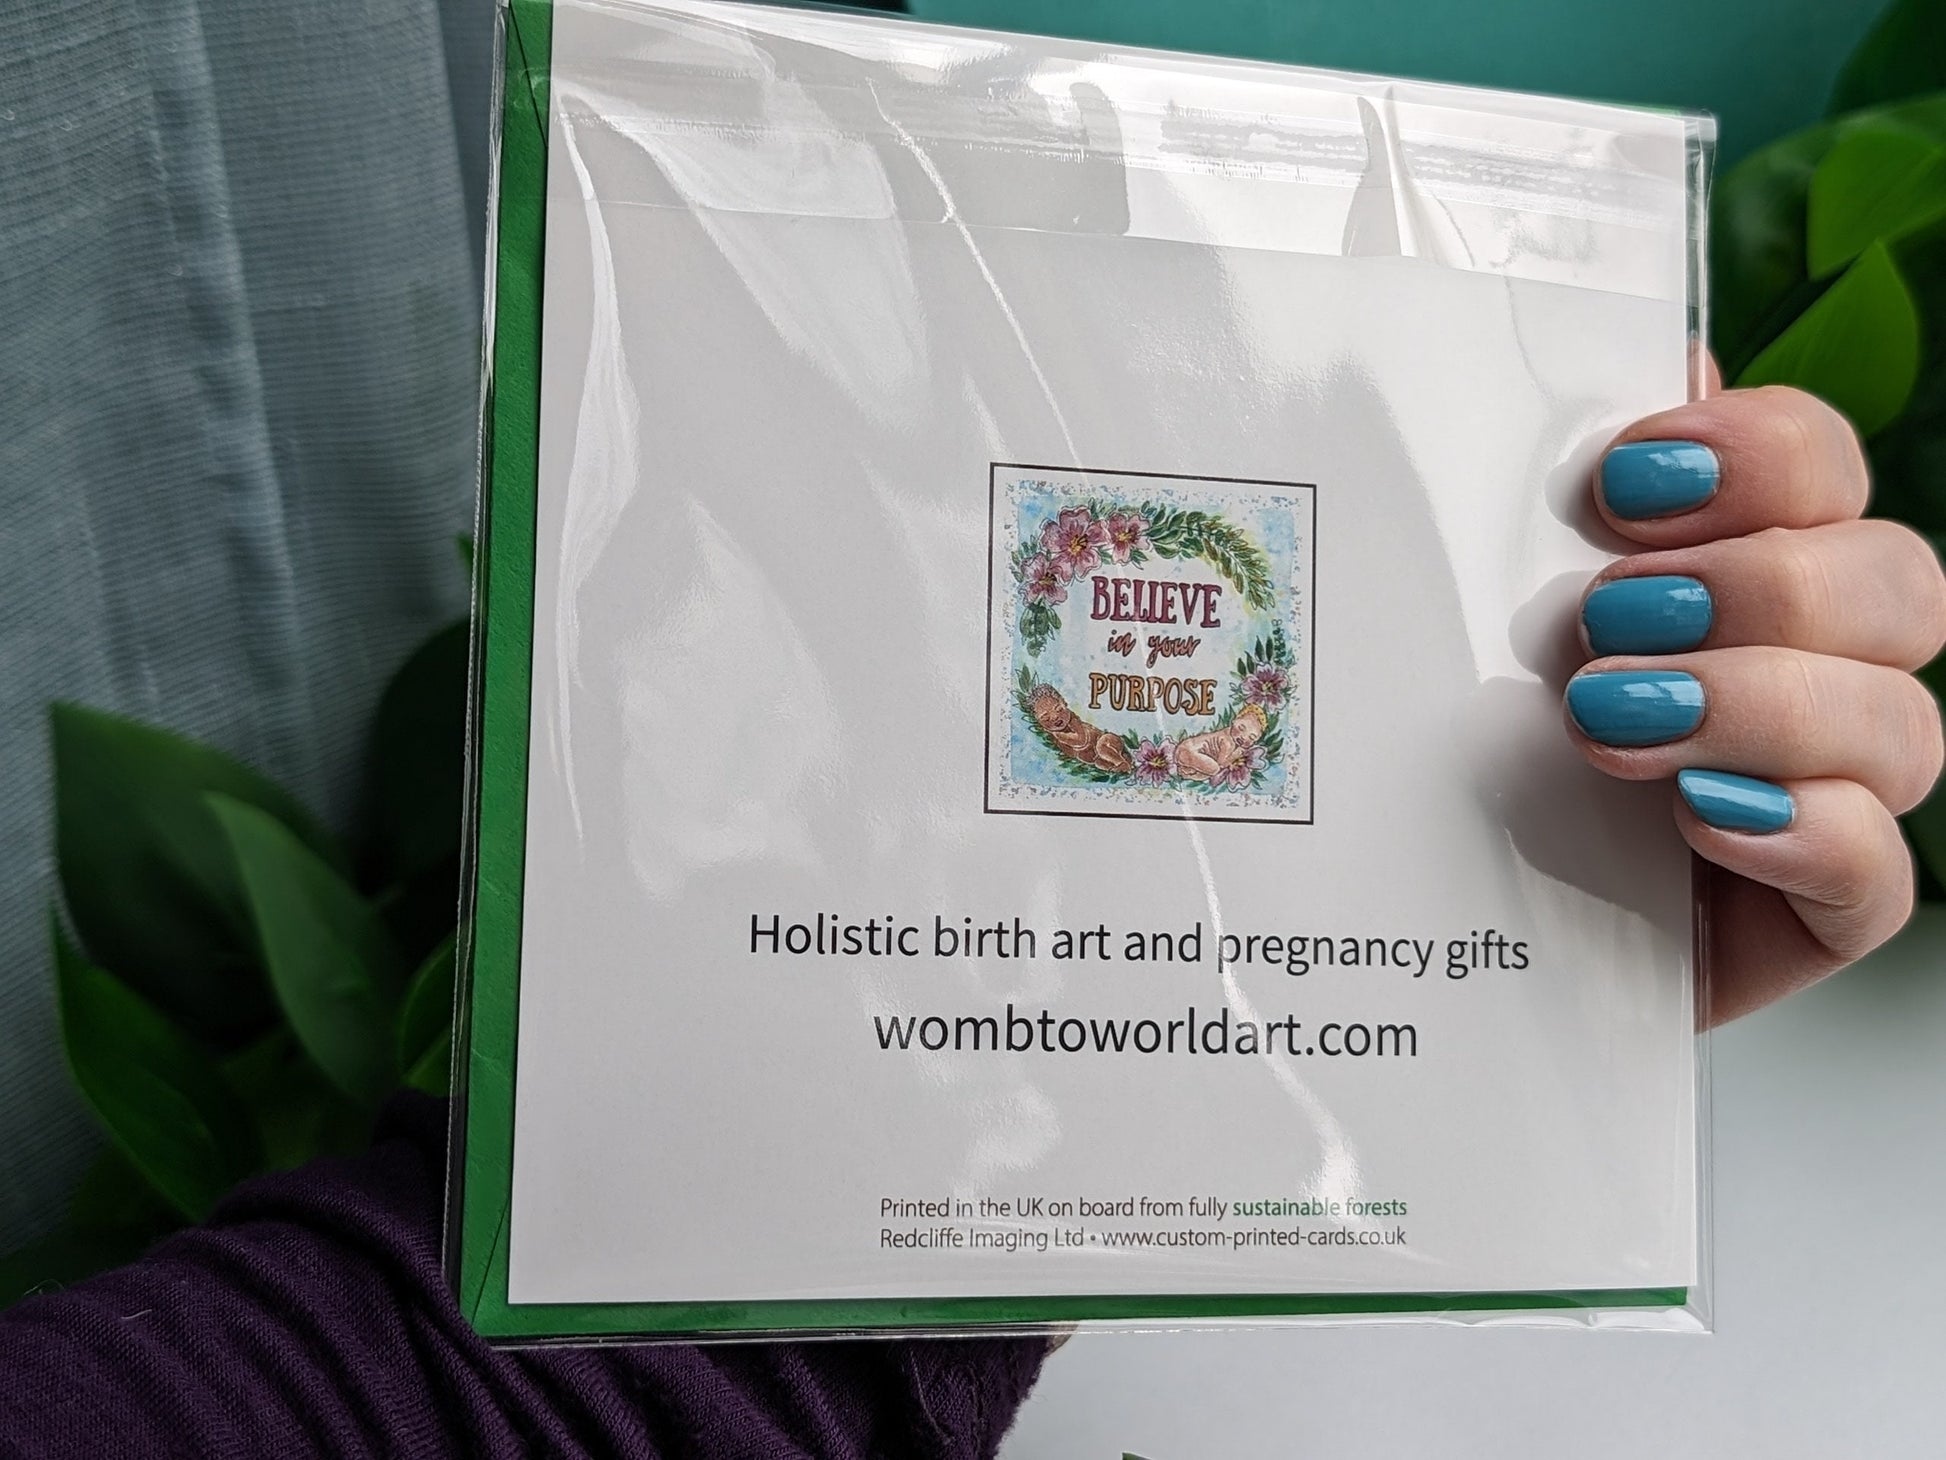 BELIEVE
in your
PURPOSE
Holistic birth art and pregnancy gifts
wombtoworldart.com
Printed in the UK on board from fully sustainable forests
Redcliffe Imaging Ltd • www.custom-printed-cards.co.uk